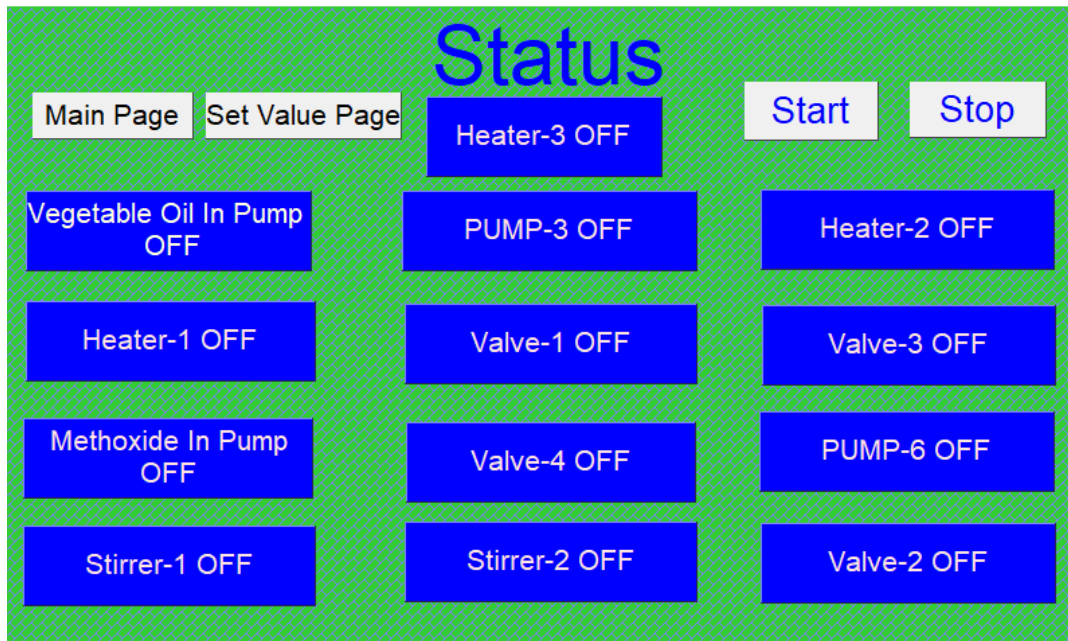 Status
Main Page
Set Value Page
Heater-3 OFF
Start
Stop
Vegetable Oil In Pump
OFF
PUMP-3 OFF
Heater-2 OFF
Heater-1 OFF
Valve-1 OFF
Valve-3 OFF
Methoxide In Pump
OFF
Valve-4 OFF
PUMP-6 OFF
Stirrer-1 OFF
Stirrer-2 OFF
Valve-2 OFF